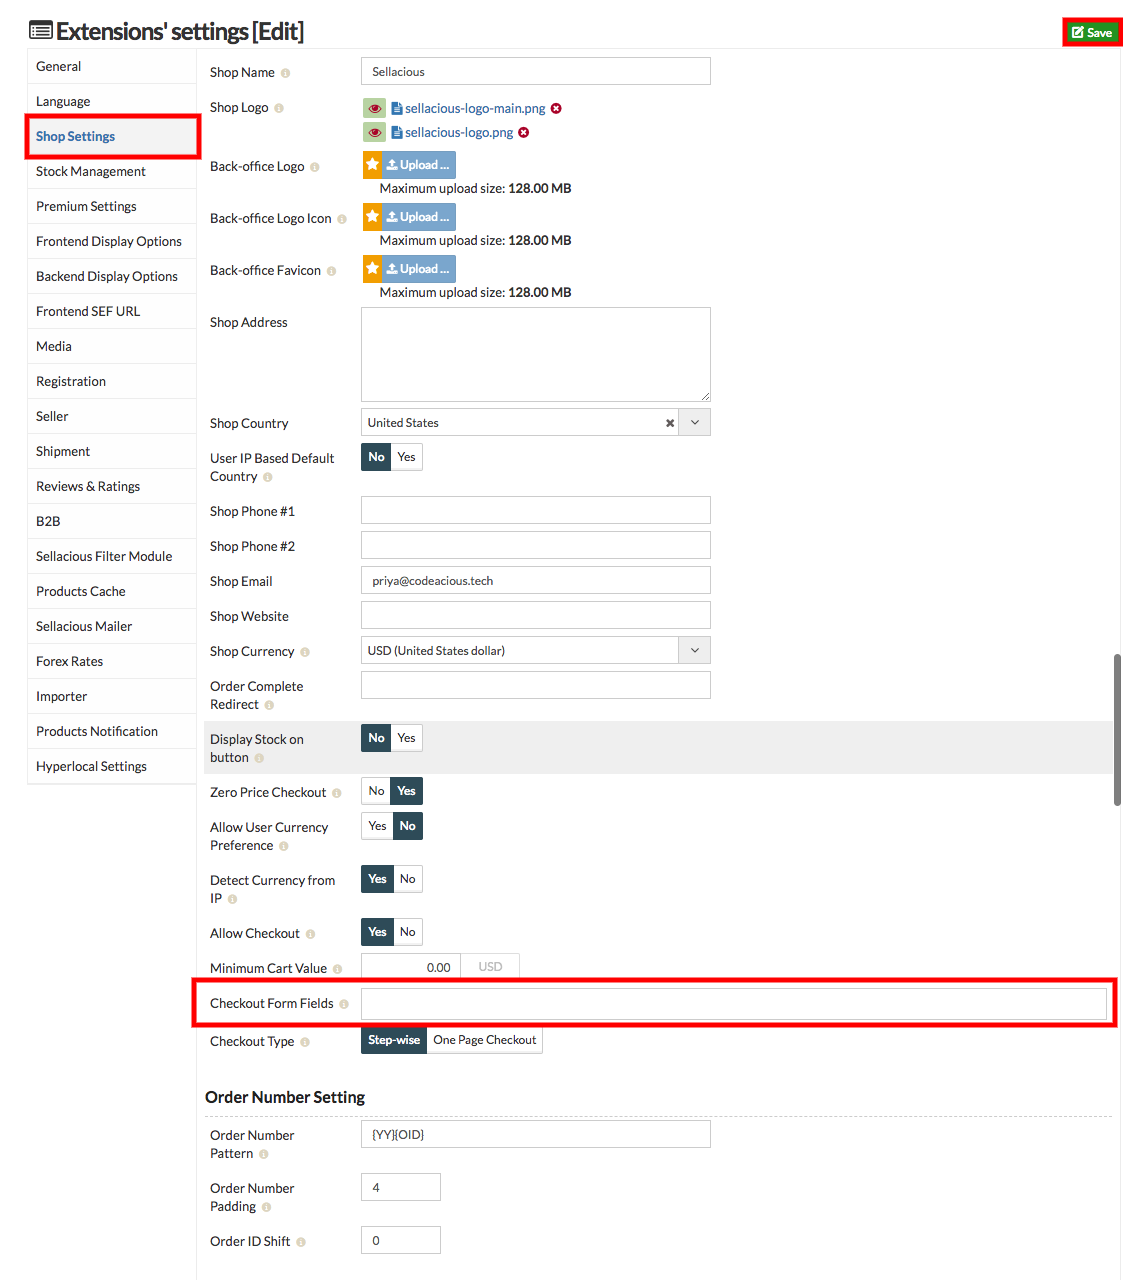 Extensions' settings [Edit]
Save
General
Language
Shop Settings
Stock Management
Premium Settings
Frontend Display Options
Backend Display Options
Frontend SEF URL
Media
Registration
Seller
Shipment
Reviews & Ratings
B2B
Sellacious Filter Module
Products Cache
Sellacious Mailer
Forex Rates
Importer
Products Notification
Hyperlocal Settings
Shop Name Sellacious
Shop Logo sellacious-logo-main.png
sellacious-logo.png
Back-office Logo Upload ...
Maximum upload size: 128.00 MB
Back-office Logo Icon Upload ...
Maximum upload size: 128.00 MB
Back-office Favicon Upload ...
Maximum upload size: 128.00 MB
Shop Address
Shop Country United States
User IP Based Default No Yes
Country
Shop Phone #1
Shop Phone #2
Shop Email priya@codeacious.tech
Shop Website
Shop Currency USD (United States dollar)
Order Complete
Redirect
Display Stock on No Yes
button
Zero Price Checkout No Yes
Allow User Currency Yes No
Preference
Detect Currency from Yes No
IP
Allow Checkout Yes No
Minimum Cart Value 0.00 USD
Checkout Form Fields
Checkout Type Step-wise One Page Checkout
Order Number Setting
Order Number {YY}{OID}
Pattern
Order Number 4
Padding
Order ID Shift 0